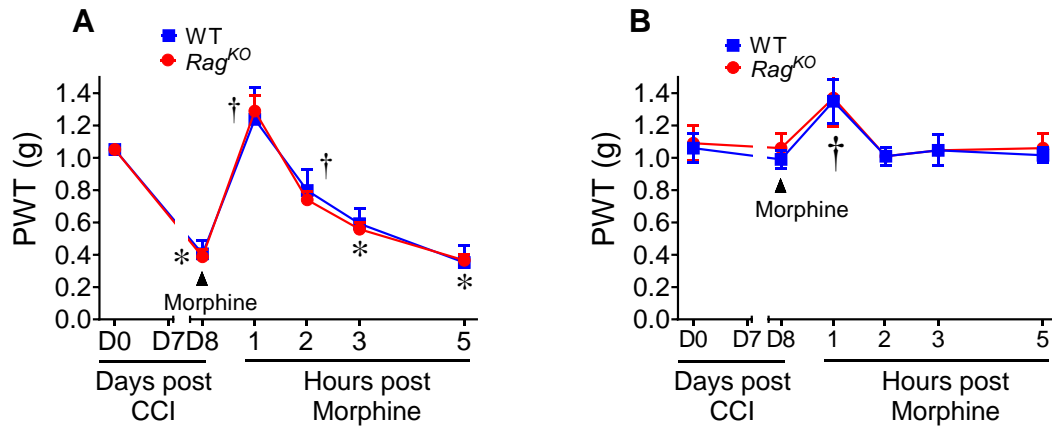 A
WT
Rag^KO
PWT (g)
1.4
1.2
1.0
0.8
0.6
0.4
0.2
0.0
†
†
*
*
*
Morphine
D0 D7 D8 1 2 3 5
Days post
CCI
Hours post
Morphine
B
WT
Rag^KO
PWT (g)
1.4
1.2
1.0
0.8
0.6
0.4
0.2
0.0
†
Morphine
D0 D7 D8 1 2 3 5
Days post
CCI
Hours post
Morphine